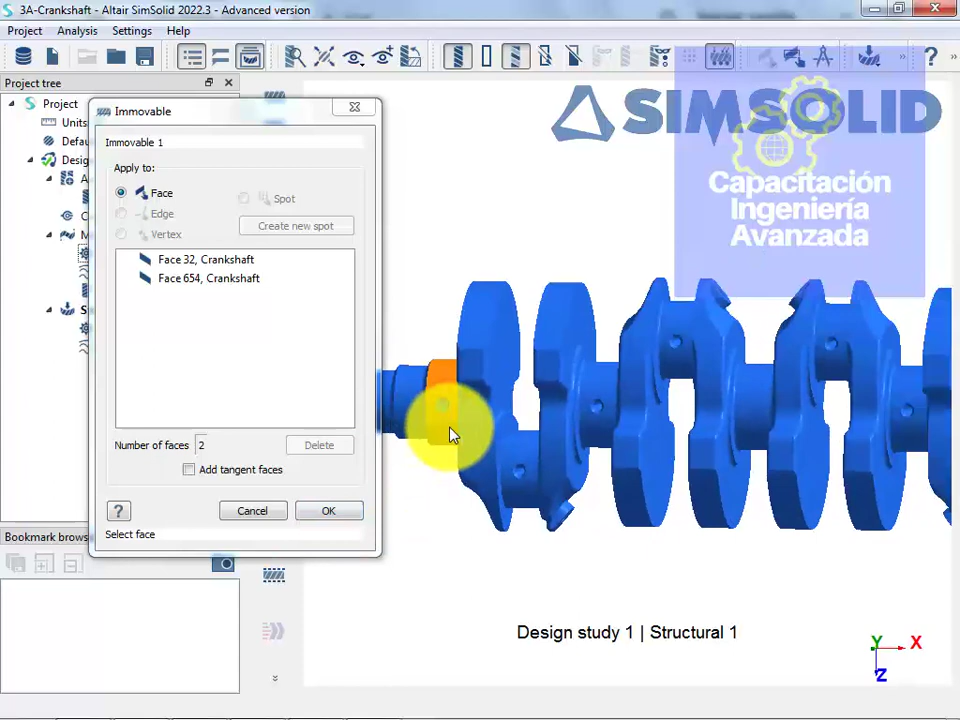 3A-Crankshaft - Altair SimSolid 2022.3 - Advanced version
Project Analysis Settings Help
Project tree
Project
Units
Defau
Desig
A
C
M
S
Immovable
Immovable 1
Apply to:
Face
Spot
Edge
Create new spot
Vertex
Face 32, Crankshaft
Face 654, Crankshaft
Number of faces 2
Delete
Add tangent faces
?
Cancel
OK
Select face
Bookmark brows
SIMSOLID
Capacitación
Ingeniería
Avanzada
Design study 1 | Structural 1
Y X
Z